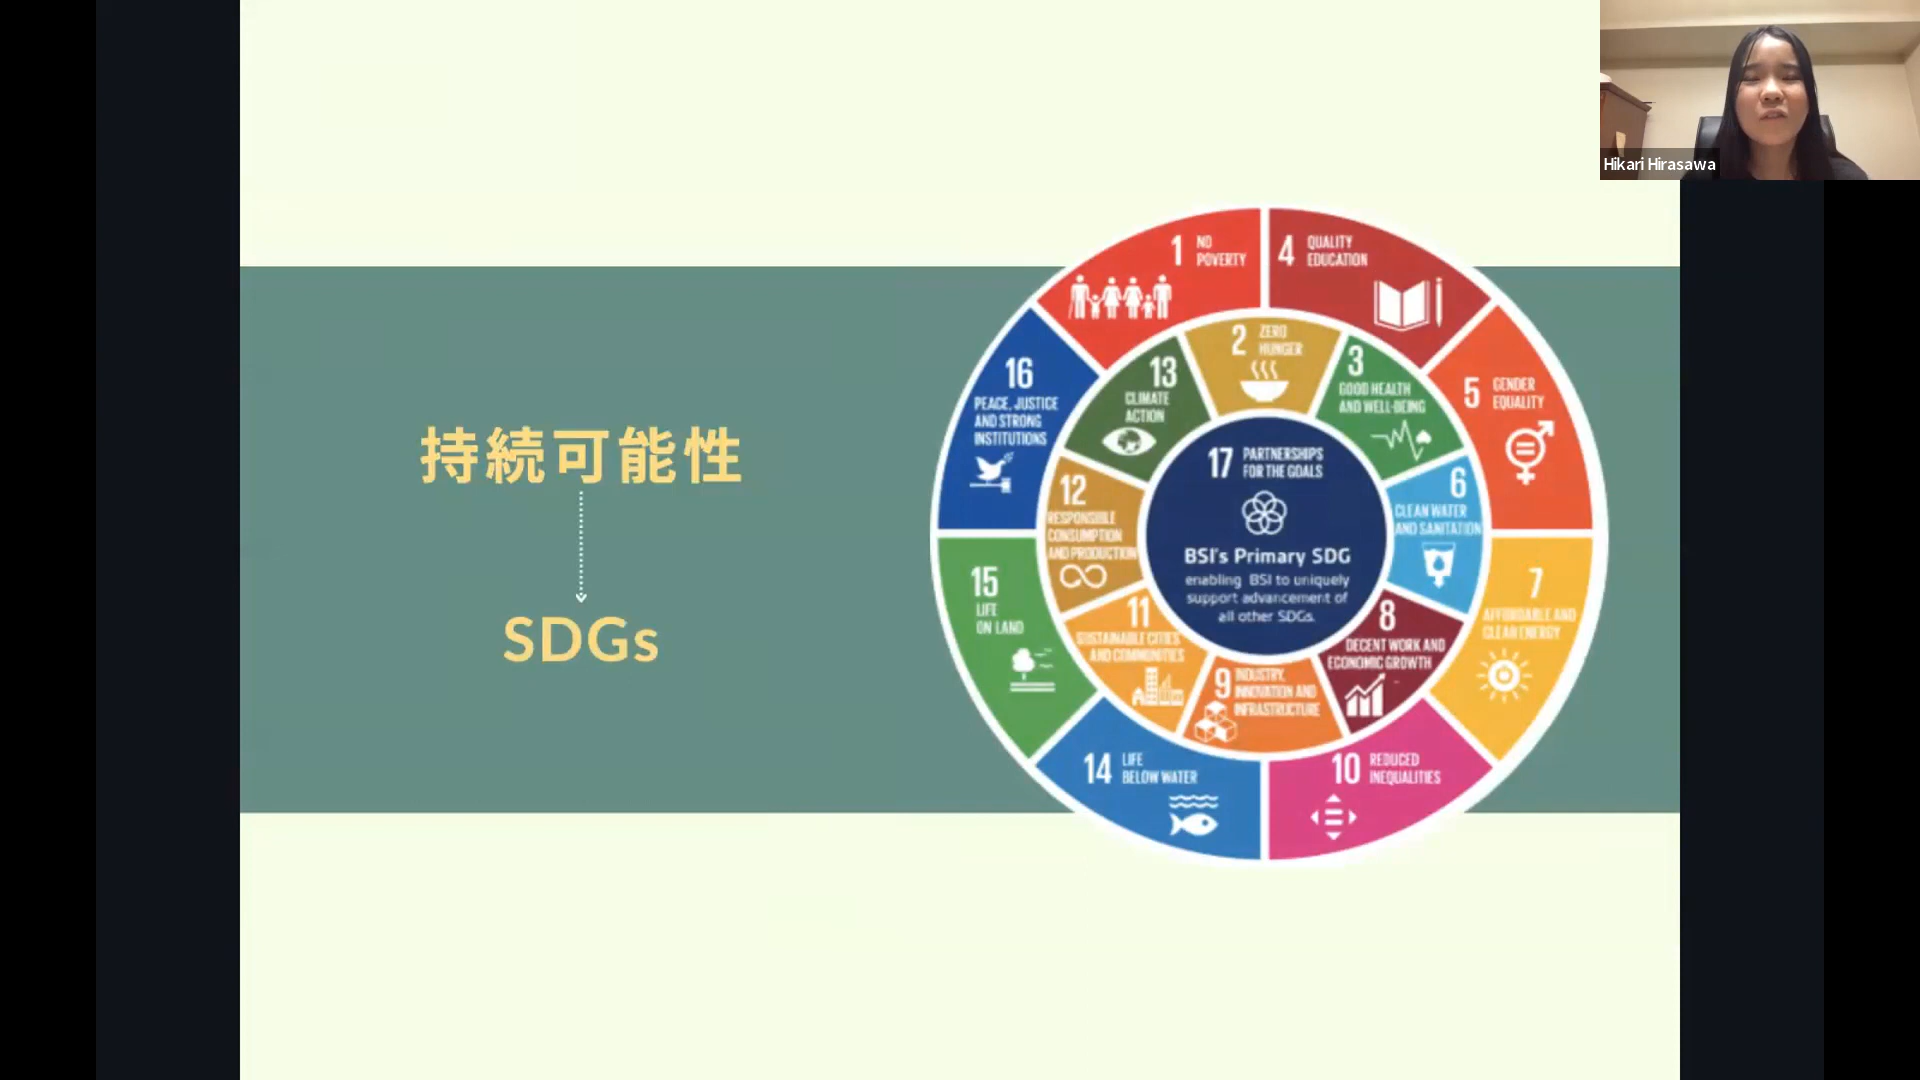 Hikari Hirasawa
持続可能性
SDGs
1 NO
POVERTY
4 QUALITY
EDUCATION
16
PEACE, JUSTICE
AND STRONG
INSTITUTIONS
13
CLIMATE
ACTION
2 ZERO
HUNGER
3
GOOD HEALTH
AND WELL-BEING
5 GENDER
EQUALITY
12
RESPONSIBLE
CONSUMPTION
AND PRODUCTION
17 PARTNERSHIPS
FOR THE GOALS
BSI's Primary SDG
enabling BSI to uniquely
support advancement of
all other SDGs.
6
CLEAN WATER
AND SANITATION
15
LIFE
ON LAND
11
SUSTAINABLE CITIES
AND COMMUNITIES
9 INDUSTRY,
INNOVATION AND
INFRASTRUCTURE
8
DECENT WORK AND
ECONOMIC GROWTH
7
AFFORDABLE AND
CLEAN ENERGY
14 LIFE
BELOW WATER
10 REDUCED
INEQUALITIES